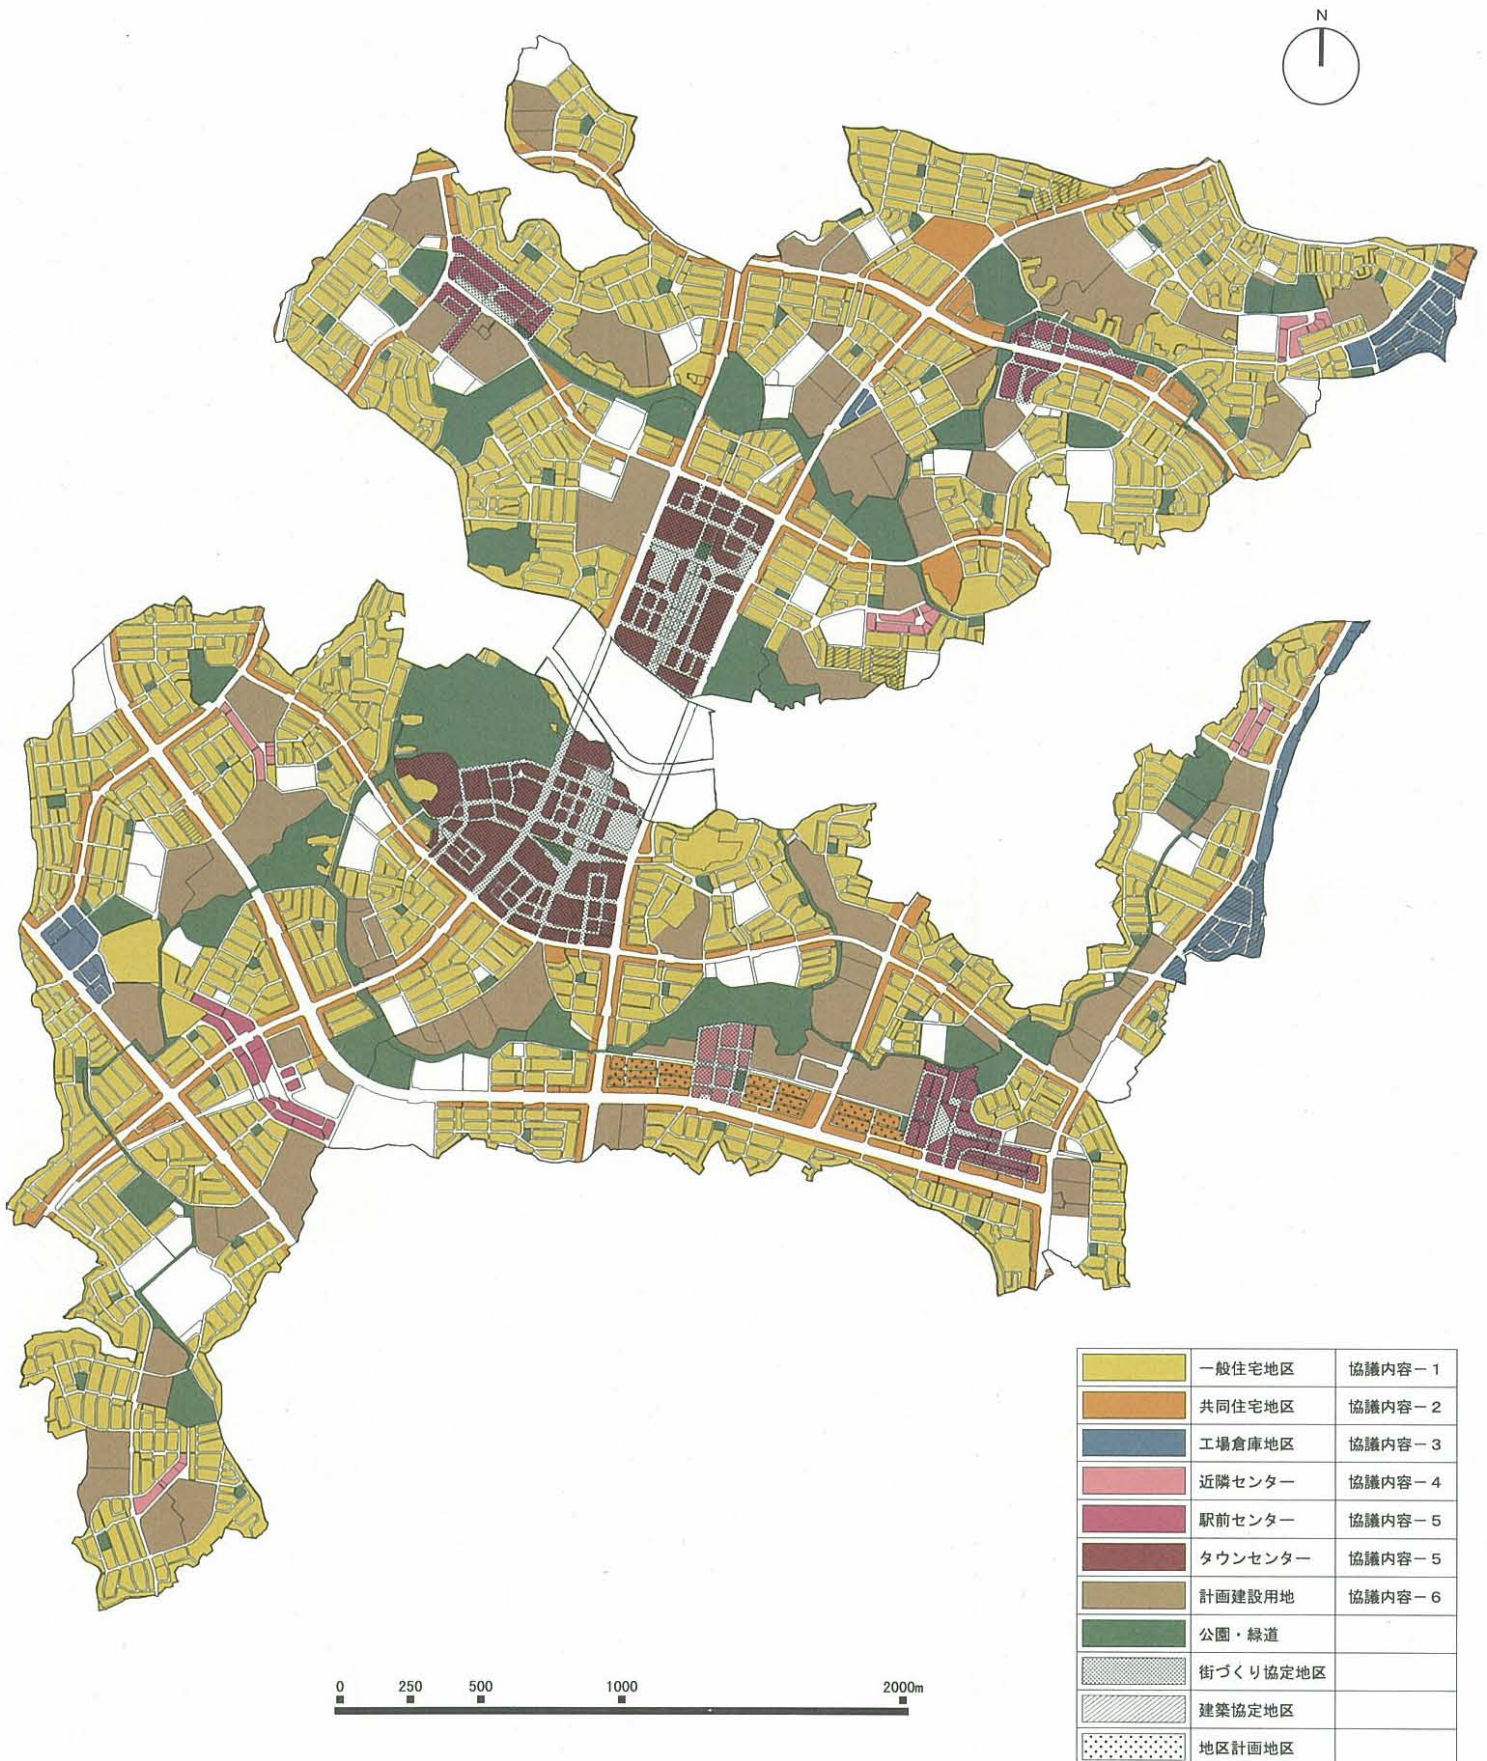 N
一般住宅地区 協議内容－1
共同住宅地区 協議内容－2
工場倉庫地区 協議内容－3
近隣センター 協議内容－4
駅前センター 協議内容－5
タウンセンター 協議内容－5
計画建設用地 協議内容－6
公園・緑道
街づくり協定地区
建築協定地区
地区計画地区
0 250 500 1000 2000m